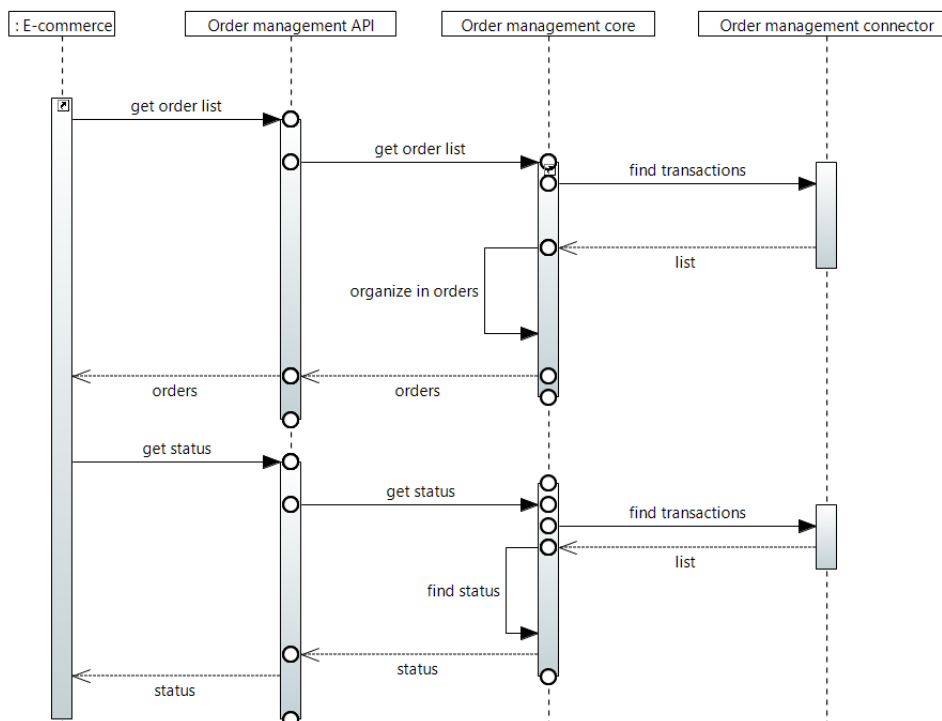 : E-commerce
Order management API
Order management core
Order management connector
get order list
get order list
find transactions
list
organize in orders
orders
orders
get status
get status
find transactions
list
find status
status
status